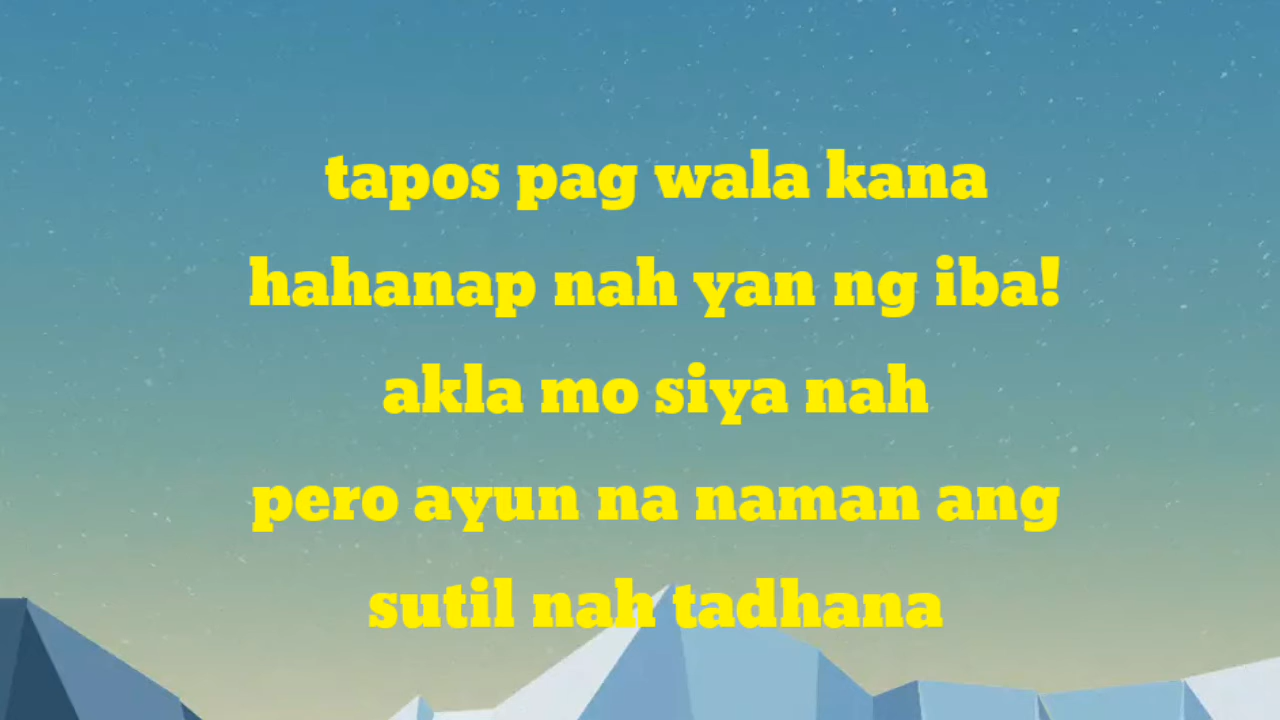 tapos pag wala kana
hahanap nah yan ng iba!
akla mo siya nah
pero ayun na naman ang
sutil nah tadhana